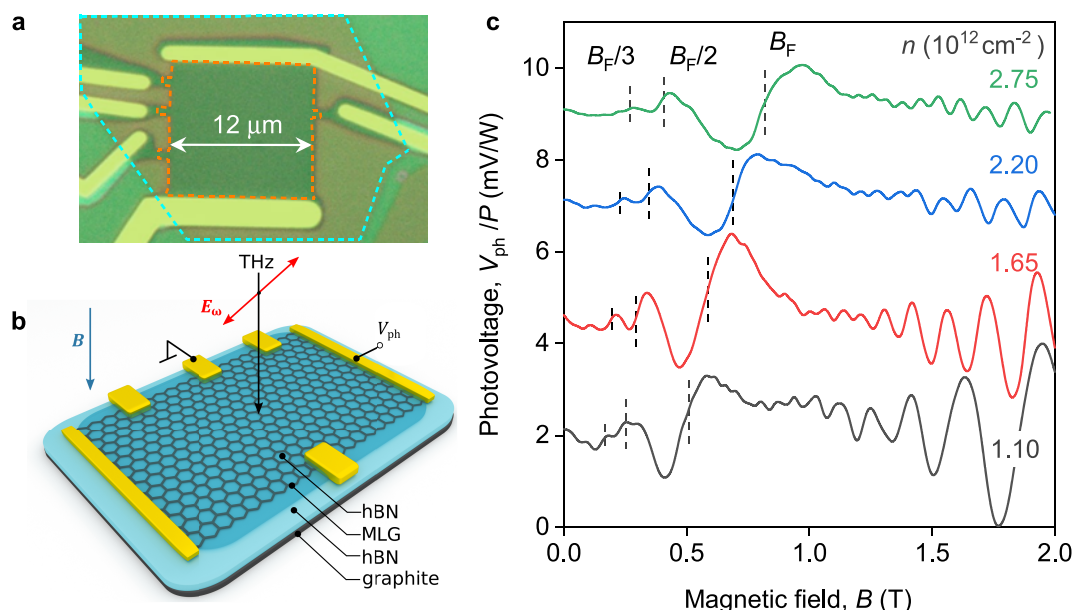 a
12 μm
THz
E_ω
b
B
V_ph
hBN
MLG
hBN
graphite
c
B_F/3
B_F/2
B_F
n (10^12 cm^-2)
2.75
2.20
1.65
1.10
Photovoltage, V_ph /P (mV/W)
10
8
6
4
2
0
0.0
0.5
1.0
1.5
2.0
Magnetic field, B (T)